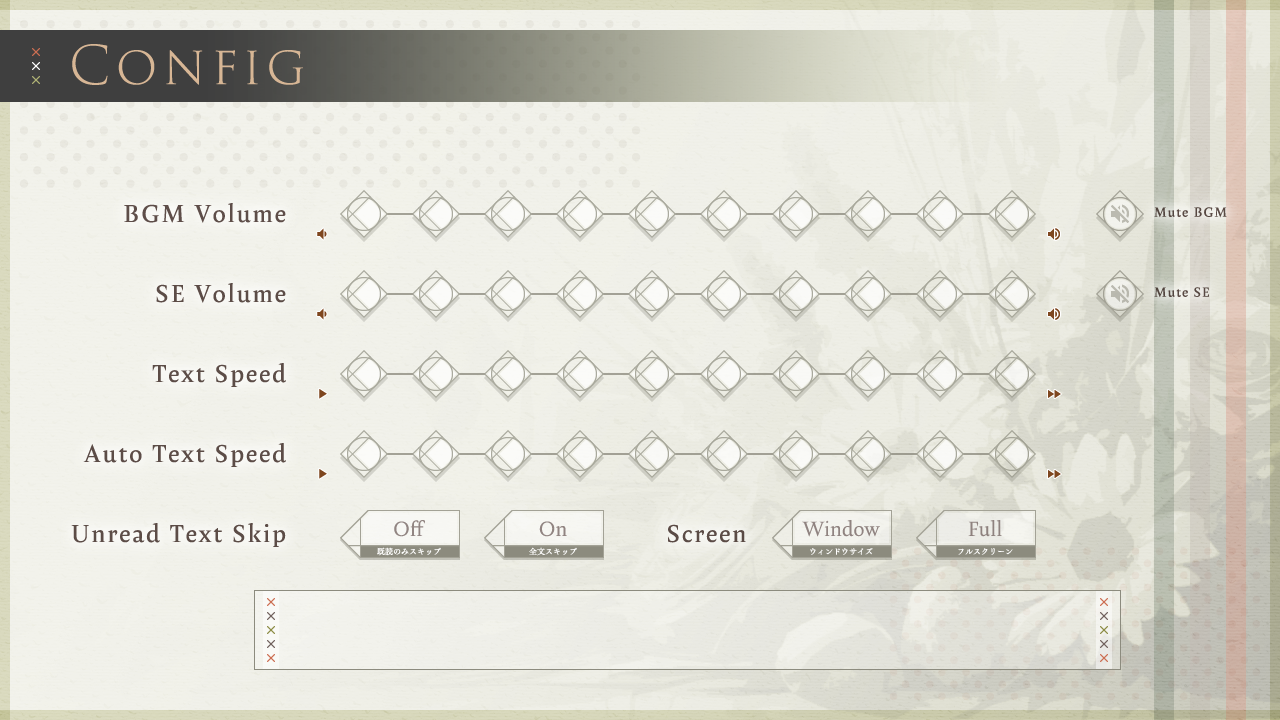 Config
BGM Volume
Mute BGM
SE Volume
Mute SE
Text Speed
Auto Text Speed
Unread Text Skip
Off
既読のみスキップ
On
全文スキップ
Screen
Window
ウィンドウサイズ
Full
フルスクリーン